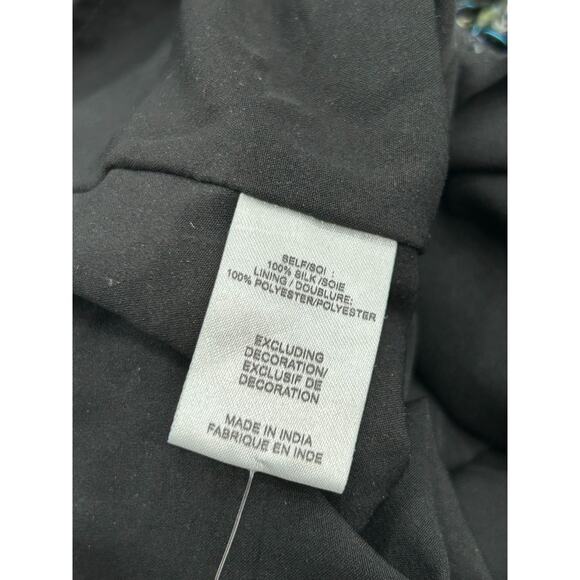 SELF/SOI :
100% SILK /SOIE
LINING / DOUBLURE:
100% POLYESTER/POLYESTER
EXCLUDING
DECORATION/
EXCLUSIF DE
DECORATION
MADE IN INDIA
FABRIQUE EN INDE